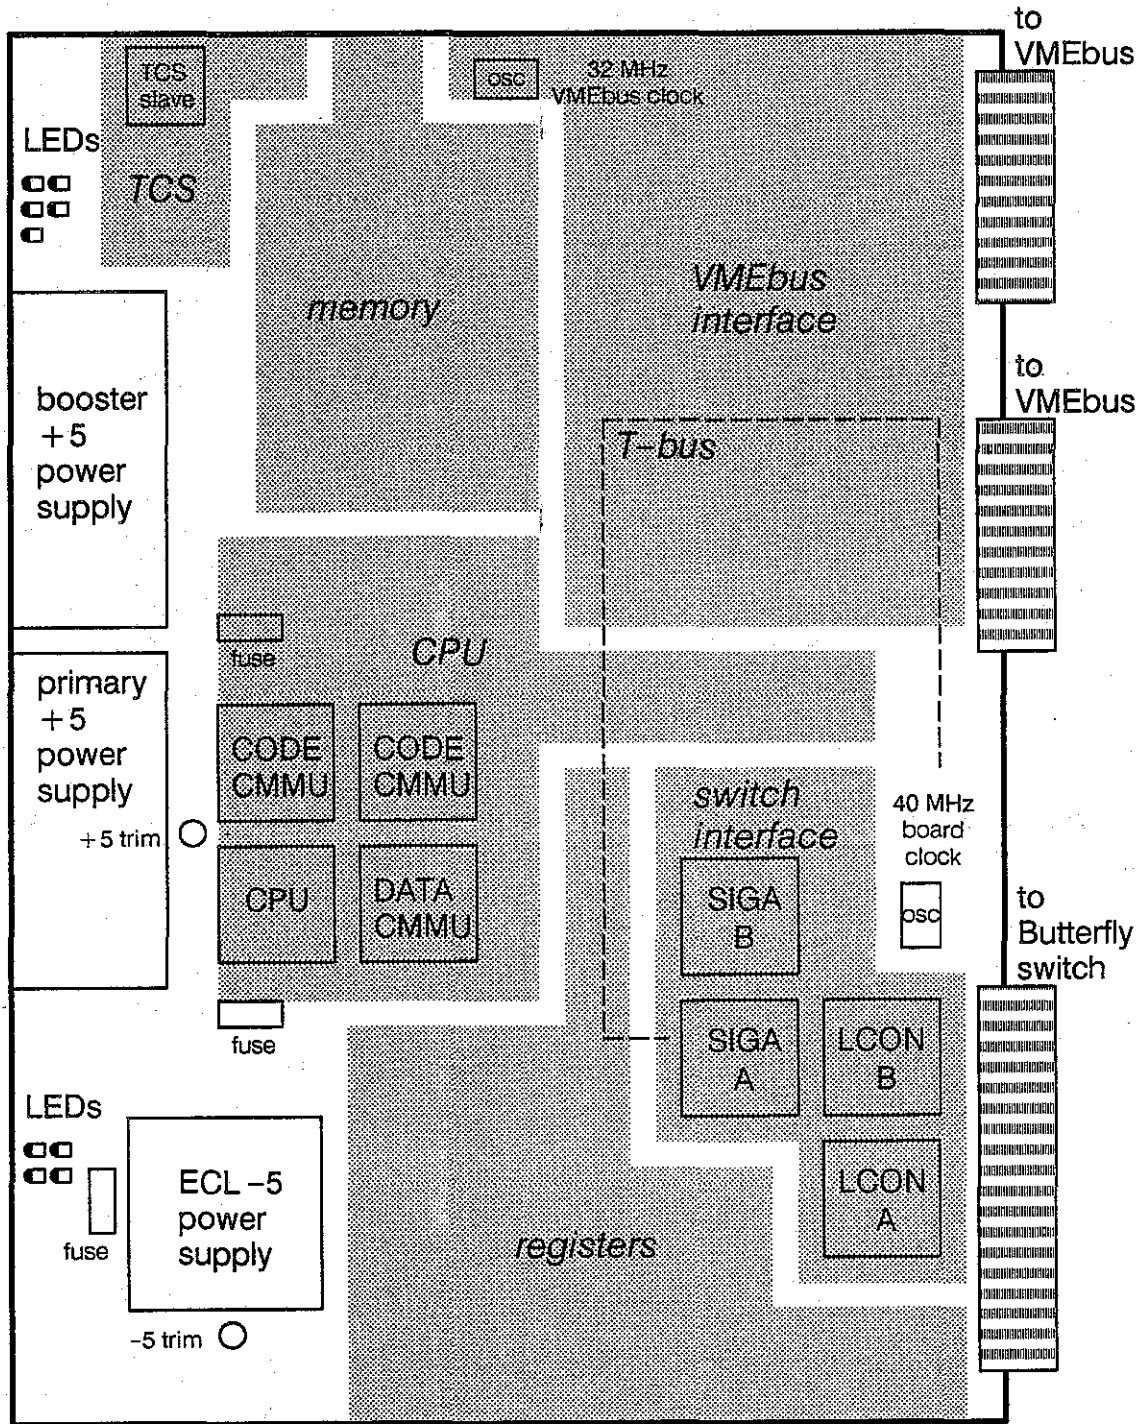 to
VMEbus
TCS
slave
osc
32 MHz
VMEbus clock
LEDs
TCS
memory
VMEbus
interface
to
VMEbus
booster
+5
power
supply
T-bus
fuse
CPU
primary
+5
power
supply
+5 trim
CODE
CMMU
CODE
CMMU
CPU
DATA
CMMU
switch
interface
40 MHz
board
clock
osc
SIGA
B
to
Butterfly
switch
fuse
SIGA
A
LCON
B
LEDs
fuse
ECL -5
power
supply
LCON
A
registers
-5 trim